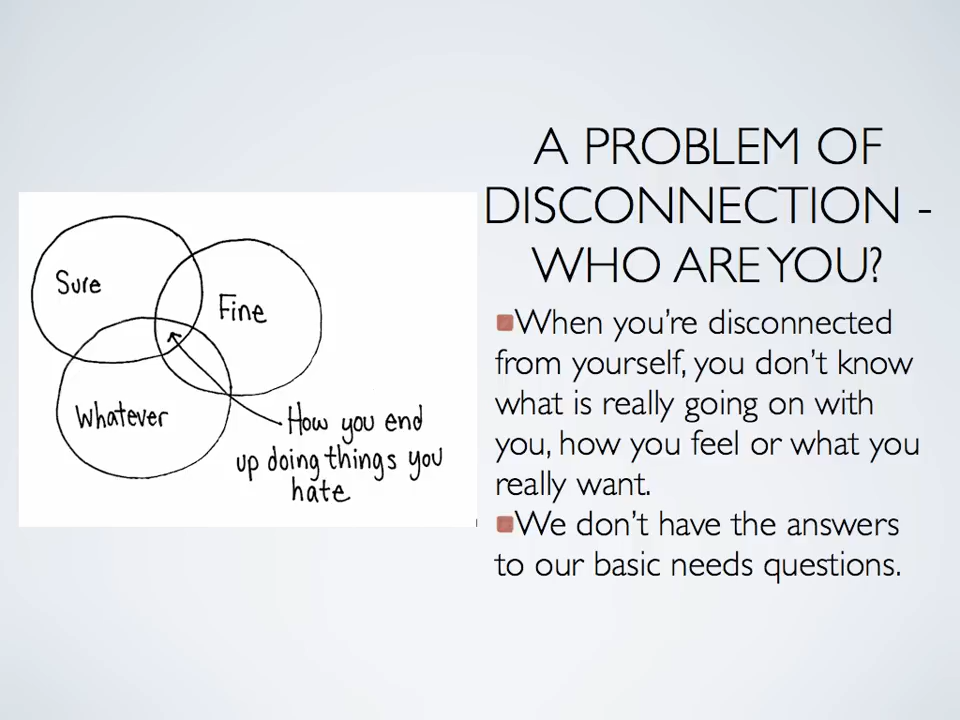 Sure
Fine
Whatever
How you end
up doing things you
hate
A PROBLEM OF
DISCONNECTION -
WHO ARE YOU?
When you’re disconnected
from yourself, you don’t know
what is really going on with
you, how you feel or what you
really want.
We don’t have the answers
to our basic needs questions.